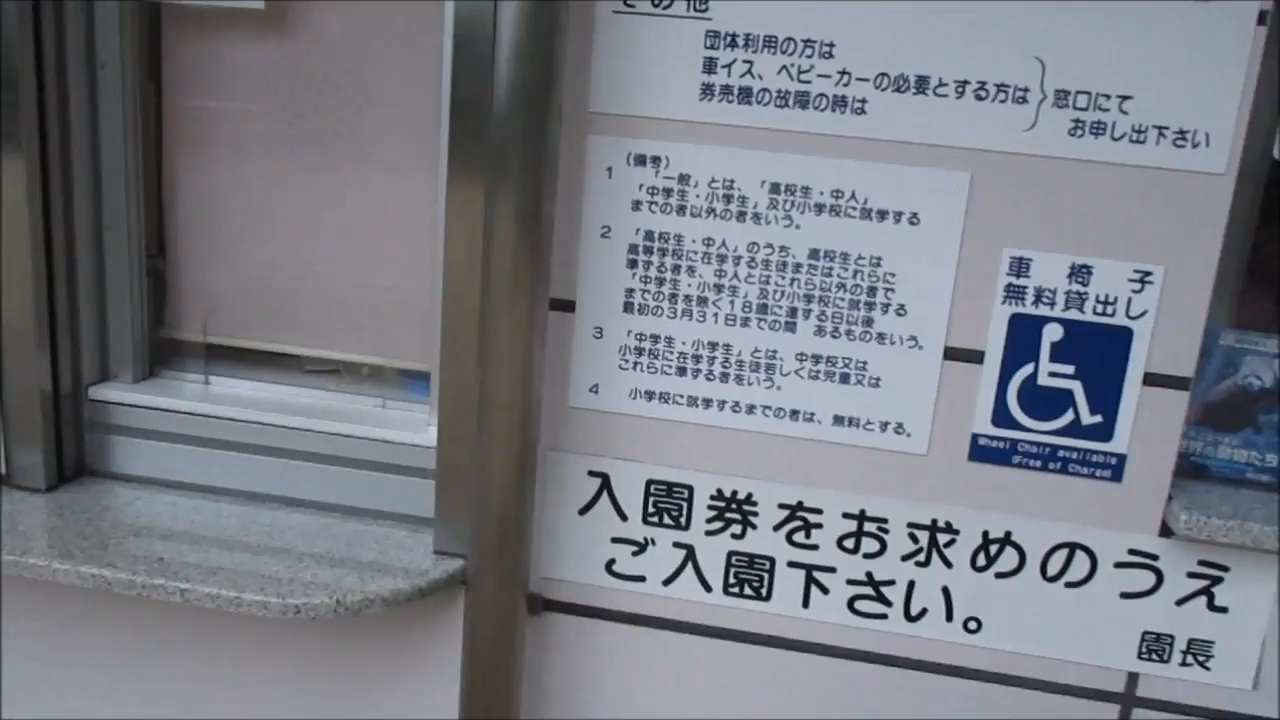 その他
団体利用の方は
車イス、ベビーカーの必要とする方は
券売機の故障の時は
窓口にて
お申し出下さい
(備考)
1 「一般」とは、「高校生・中人」
「中学生・小学生」及び小学校に就学する
までの者以外の者をいう。
2 「高校生・中人」のうち、高校生とは
高等学校に在学する生徒またはこれらに
準ずる者を、中人とはこれら以外の者で
「中学生・小学生」及び小学校に就学する
までの者を除く18歳に達する日以後
最初の3月31日までの間 あるものをいう。
3 「中学生・小学生」とは、中学校又は
小学校に在学する生徒若しくは児童又は
これらに準ずる者をいう。
4 小学校に就学するまでの者は、無料とする。
車椅子
無料貸出し
Wheel Chair available
(Free of Charge)
入園券をお求めのうえ
ご入園下さい。
園長
世界の動物たち